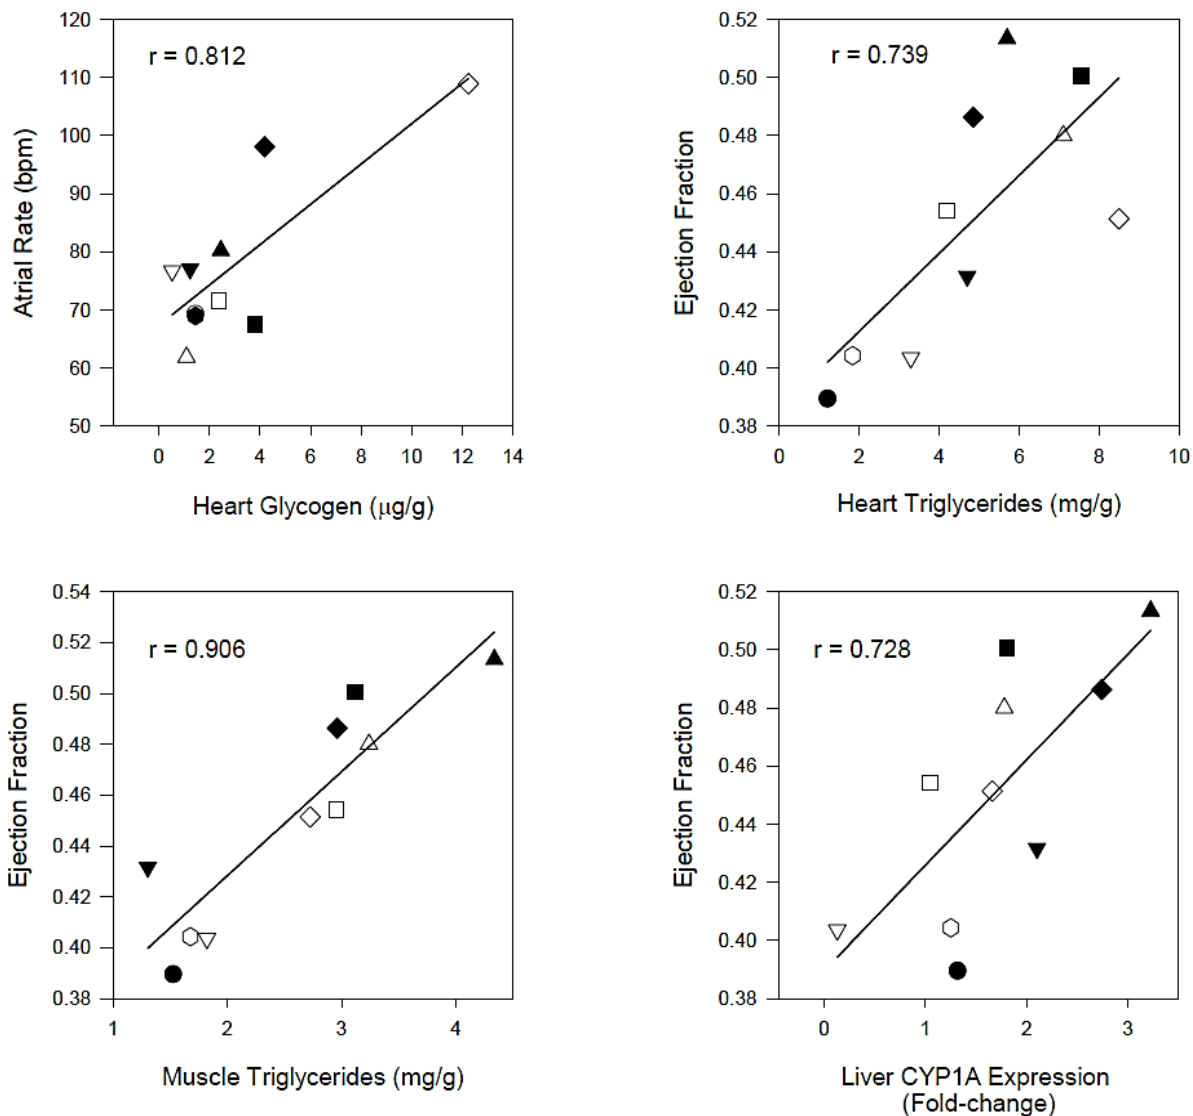 120
110
100
90
80
70
60
50
r = 0.812
Atrial Rate (bpm)
0 2 4 6 8 10 12 14
Heart Glycogen (μg/g)
0.52
0.50
0.48
0.46
0.44
0.42
0.40
0.38
r = 0.739
Ejection Fraction
0 2 4 6 8 10
Heart Triglycerides (mg/g)
0.54
0.52
0.50
0.48
0.46
0.44
0.42
0.40
0.38
r = 0.906
Ejection Fraction
1 2 3 4
Muscle Triglycerides (mg/g)
0.52
0.50
0.48
0.46
0.44
0.42
0.40
0.38
r = 0.728
Ejection Fraction
0 1 2 3
Liver CYP1A Expression
(Fold-change)